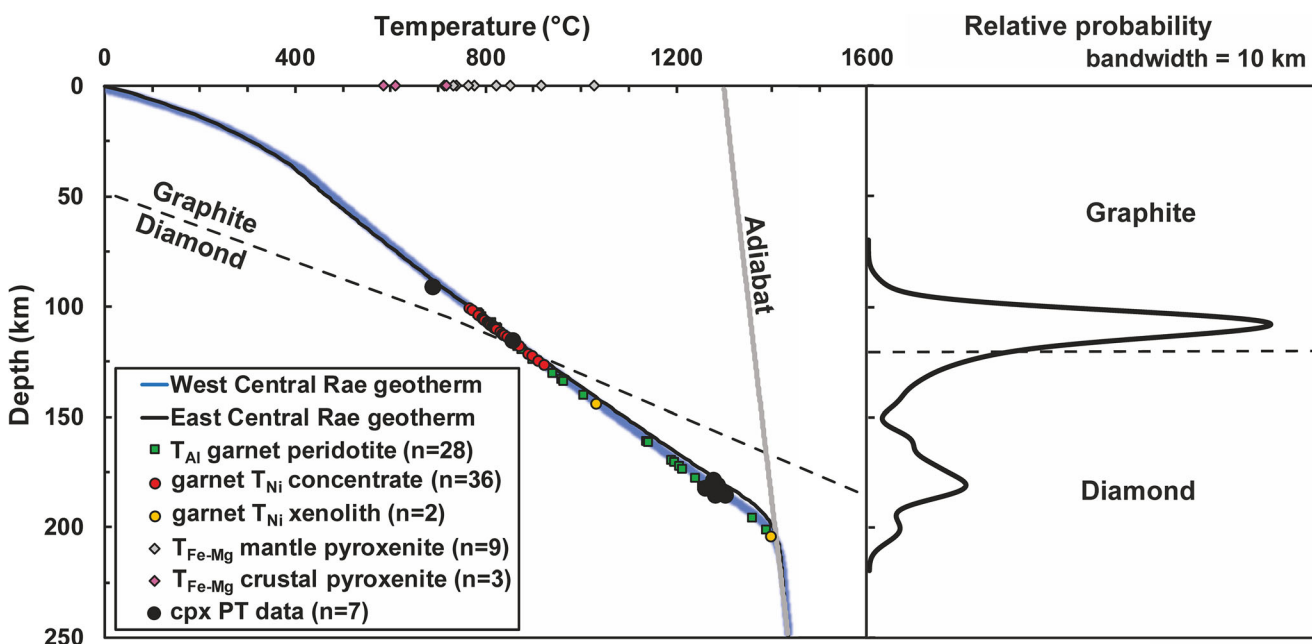 Temperature (°C)
Relative probability
0 400 800 1200 1600
bandwidth = 10 km
0
50
100
150
200
250
Depth (km)
Graphite
Diamond
Adiabat
Graphite
Diamond
West Central Rae geotherm
East Central Rae geotherm
TAl garnet peridotite (n=28)
garnet TNi concentrate (n=36)
garnet TNi xenolith (n=2)
TFe-Mg mantle pyroxenite (n=9)
TFe-Mg crustal pyroxenite (n=3)
cpx PT data (n=7)